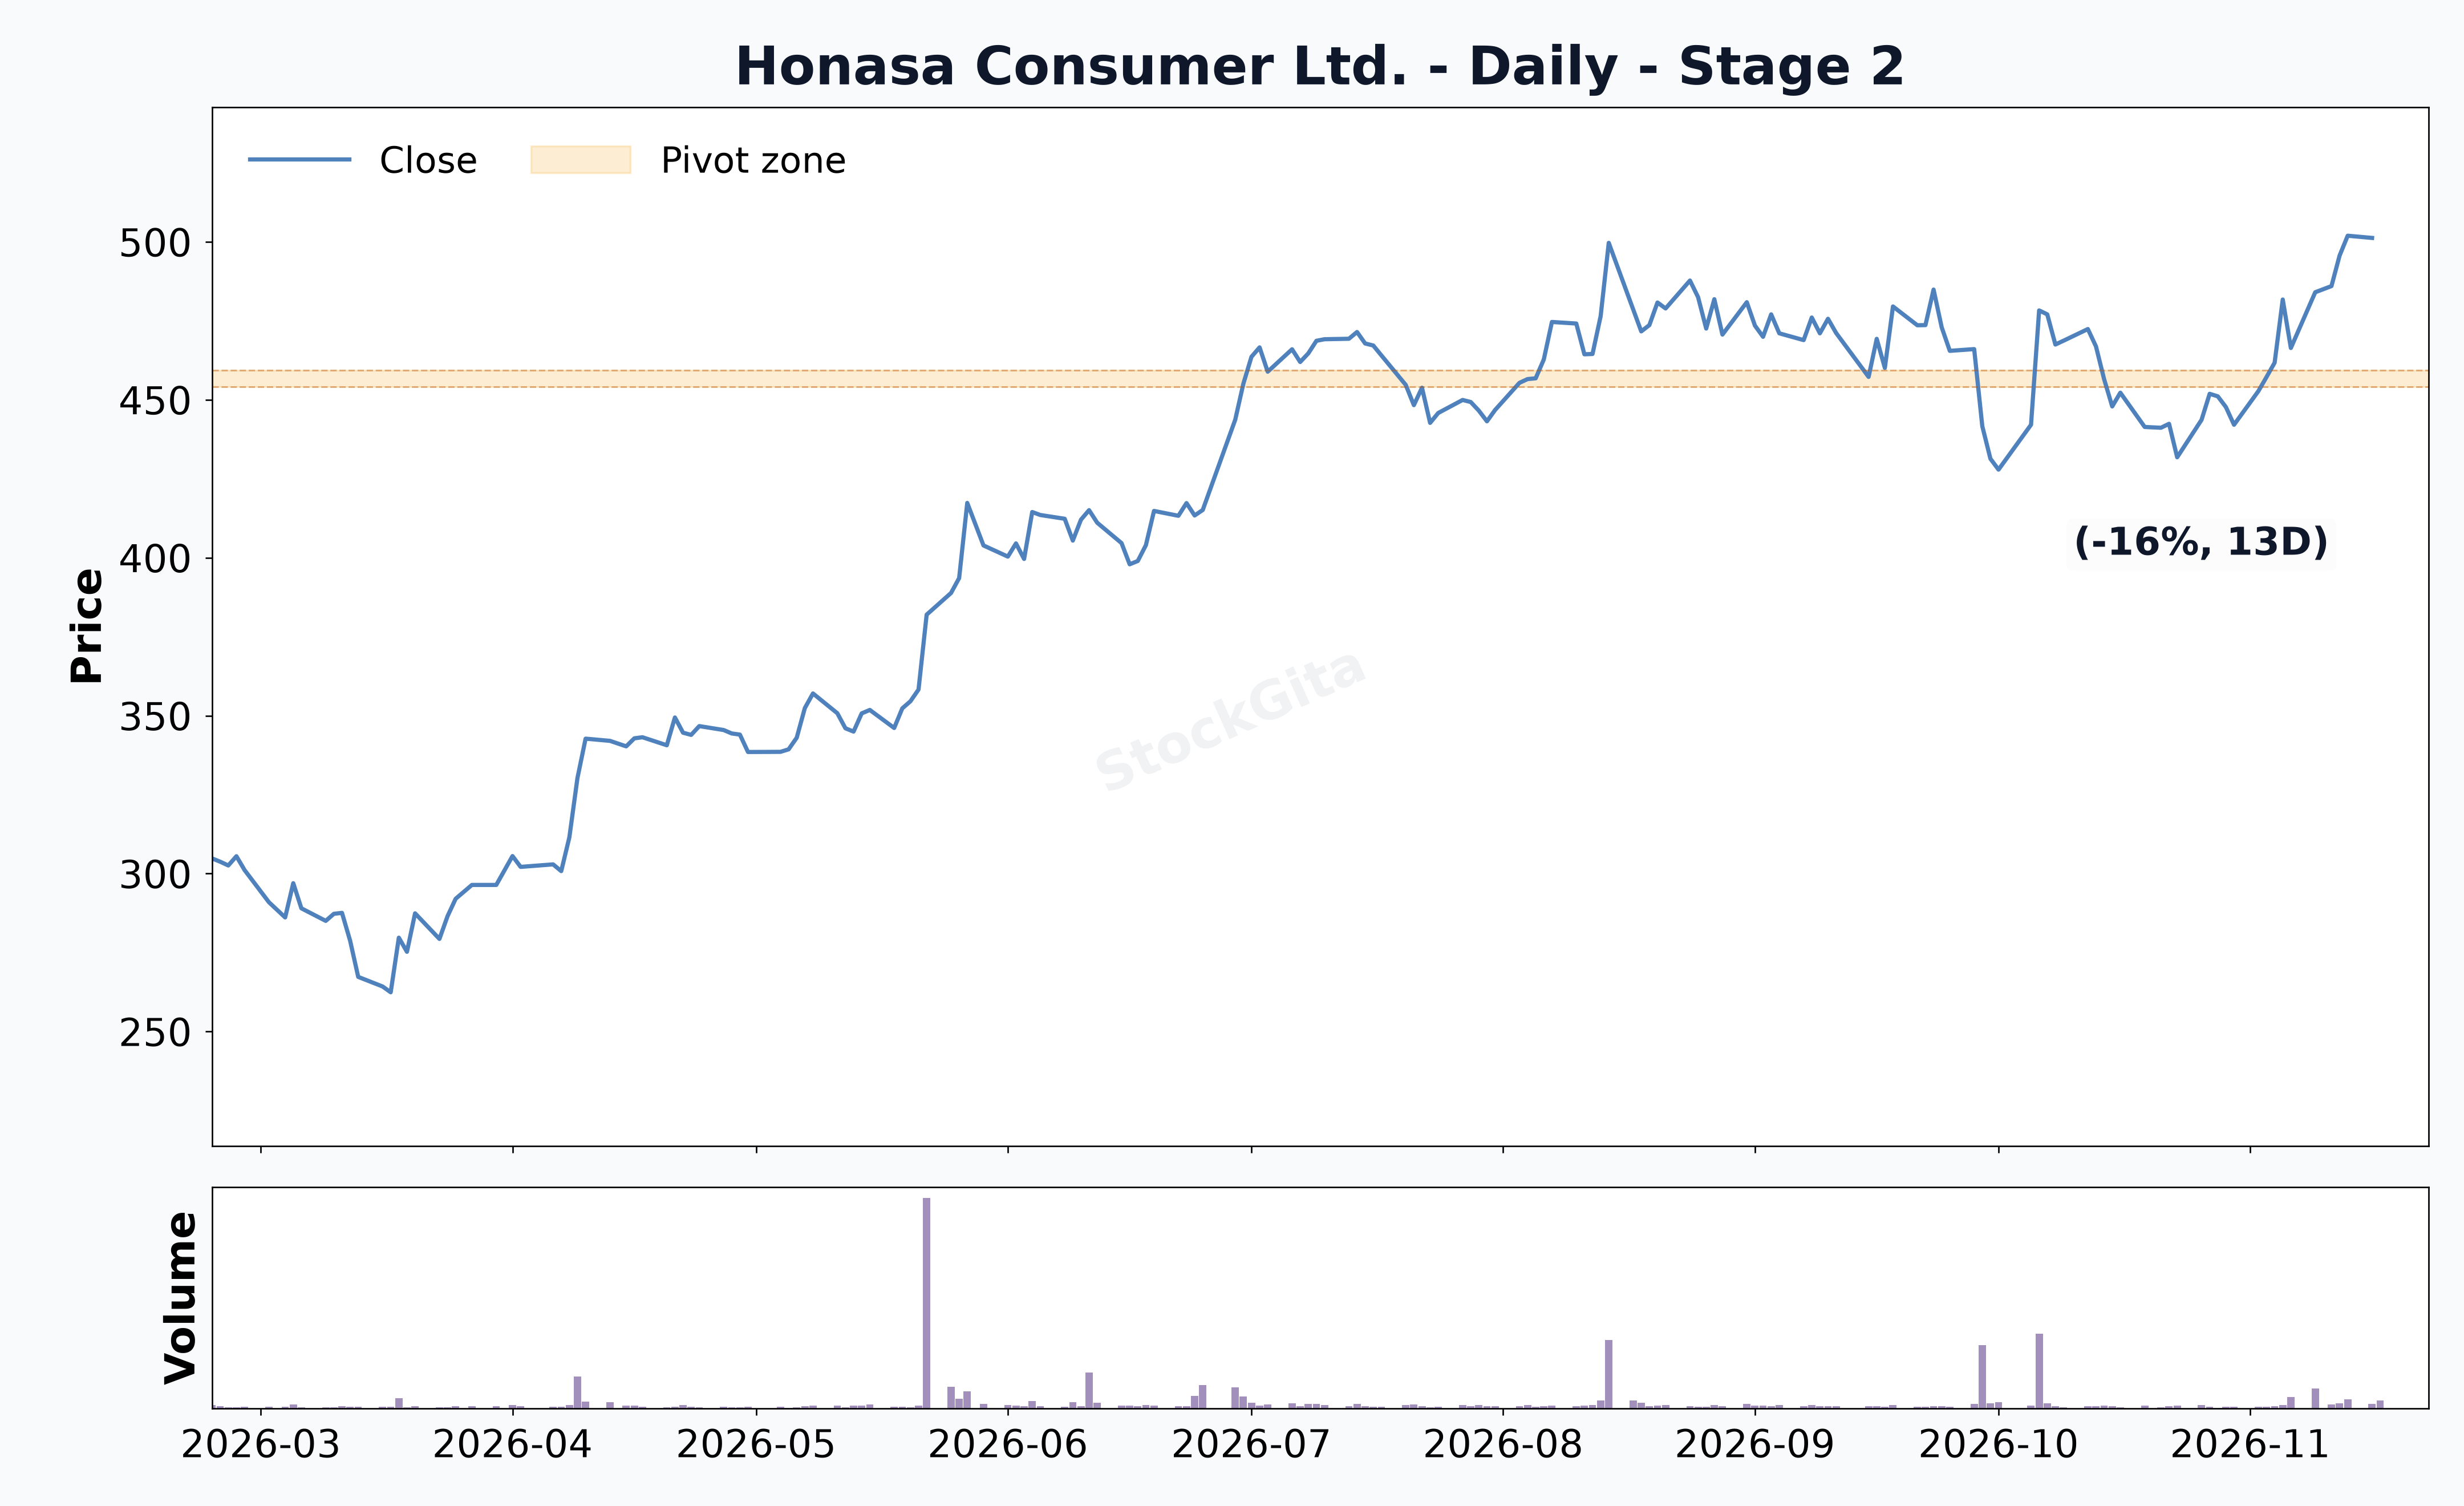 Honasa Consumer Ltd. - Daily - Stage 2
Close
Pivot zone
500
450
400
350
300
250
Price
(-16%, 13D)
StockGita
Volume
2026-03
2026-04
2026-05
2026-06
2026-07
2026-08
2026-09
2026-10
2026-11